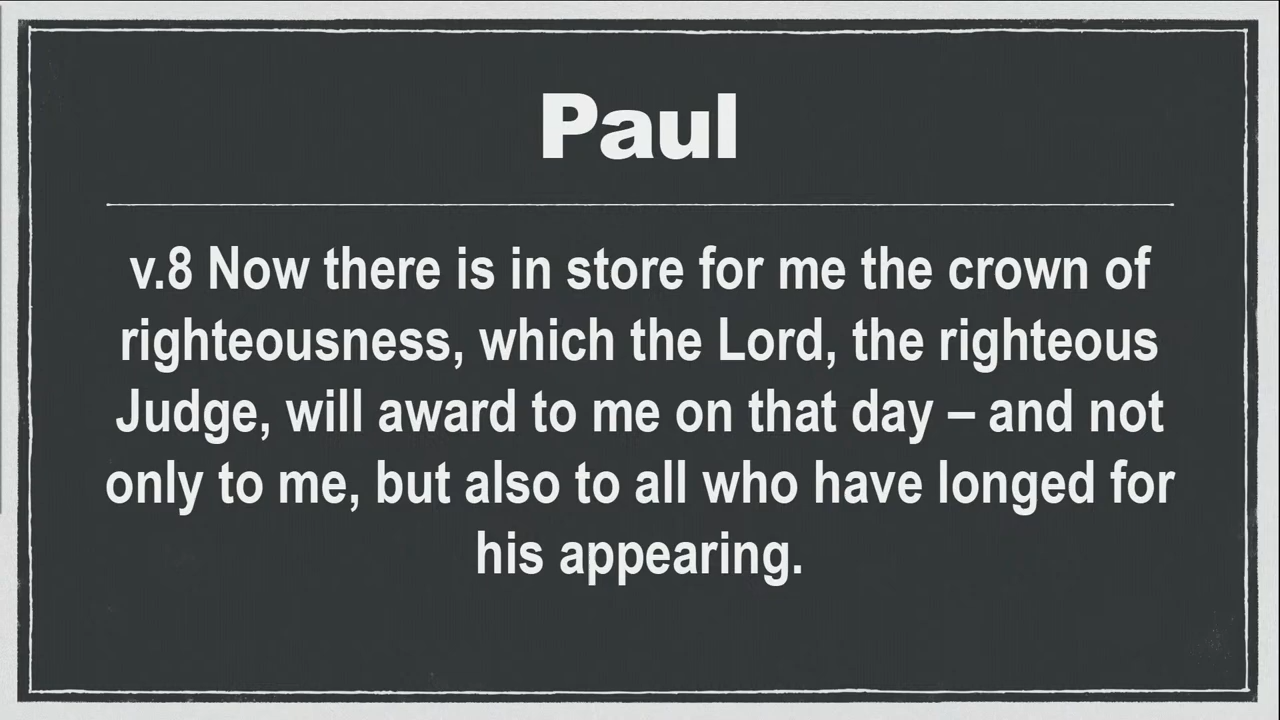 Paul
v.8 Now there is in store for me the crown of
righteousness, which the Lord, the righteous
Judge, will award to me on that day – and not
only to me, but also to all who have longed for
his appearing.